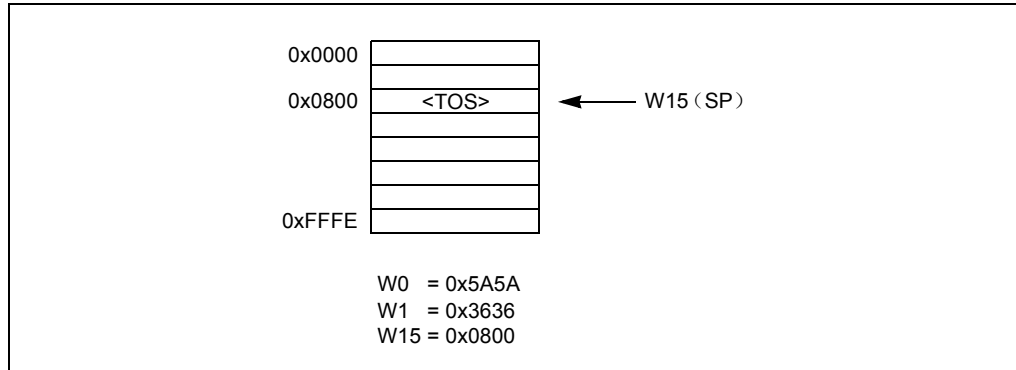 0x0000
0x0800 <TOS> W15（SP）
0xFFFE
W0 = 0x5A5A
W1 = 0x3636
W15 = 0x0800